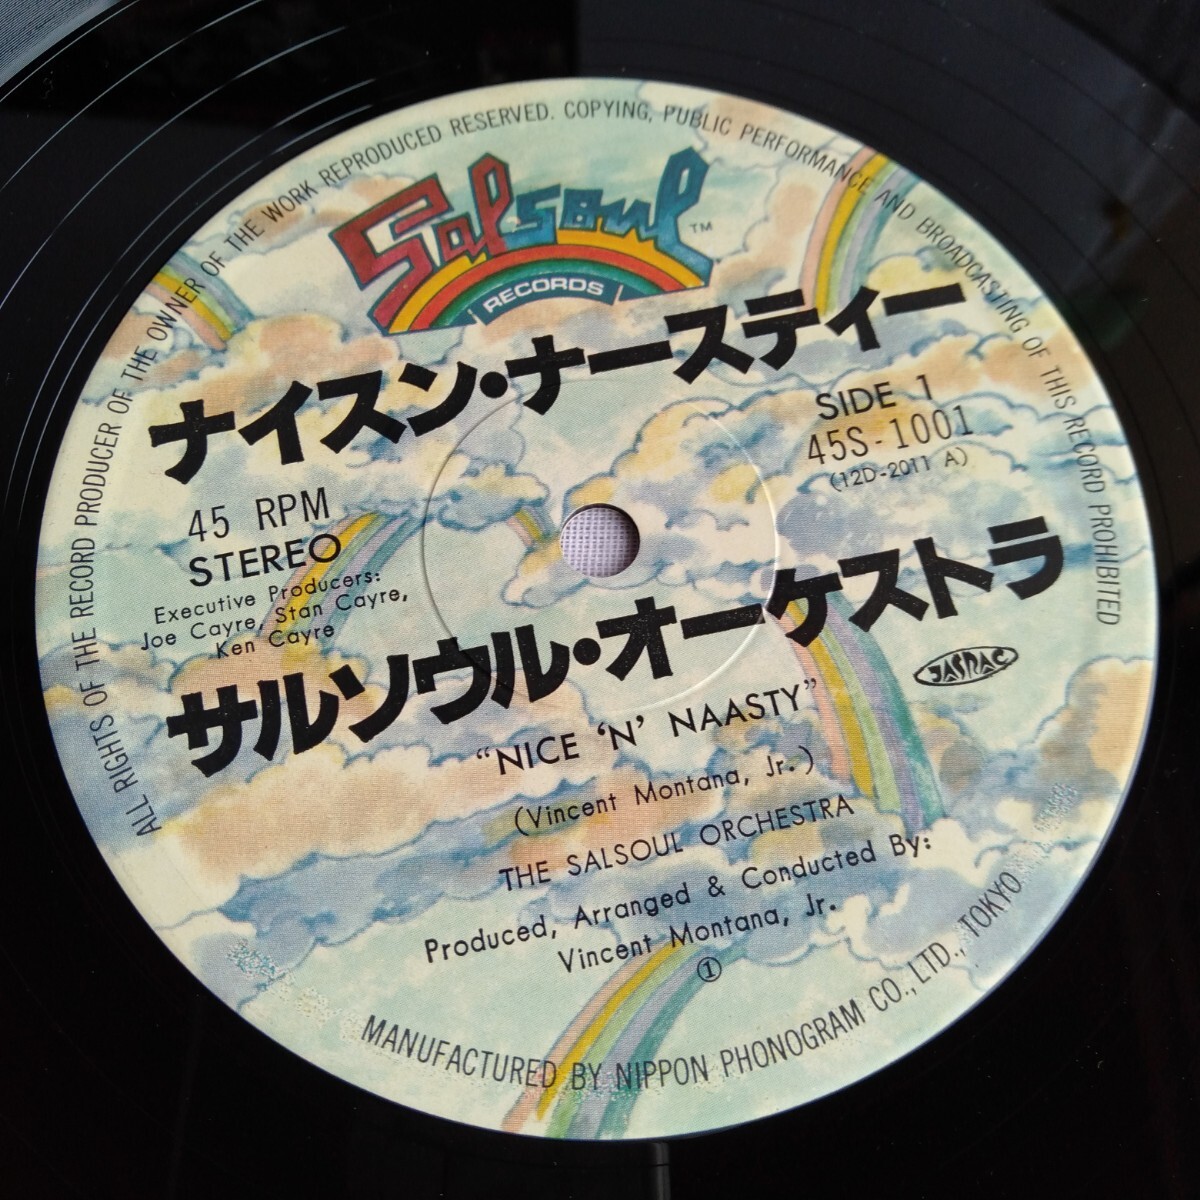 ALL RIGHTS OF THE RECORD PRODUCER OF THE OWNER OF THE WORK REPRODUCED RESERVED. COPYING, PUBLIC PERFORMANCE AND BROADCASTING OF THIS RECORD PROHIBITED
Salsoul™
RECORDS
ナイスン・ナースティー
SIDE 1
45S-1001
(12D-2011 A)
45 RPM
STEREO
Executive Producers:
Joe Cayre, Stan Cayre,
Ken Cayre
サルソウル・オーケストラ
JASRAC
“NICE ‘N’ NAASTY”
(Vincent Montana, Jr.)
THE SALSOUL ORCHESTRA
Produced, Arranged & Conducted By:
Vincent Montana, Jr.
①
MANUFACTURED BY NIPPON PHONOGRAM CO., LTD., TOKYO